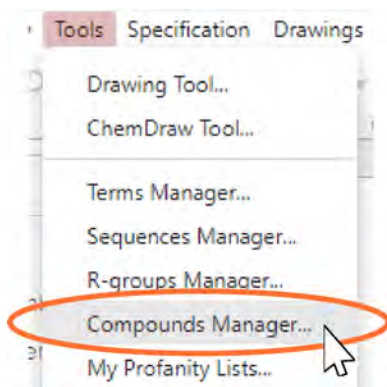 Tools Specification Drawings
Drawing Tool...
ChemDraw Tool...
Terms Manager...
Sequences Manager...
R-groups Manager...
Compounds Manager...
My Profanity Lists...